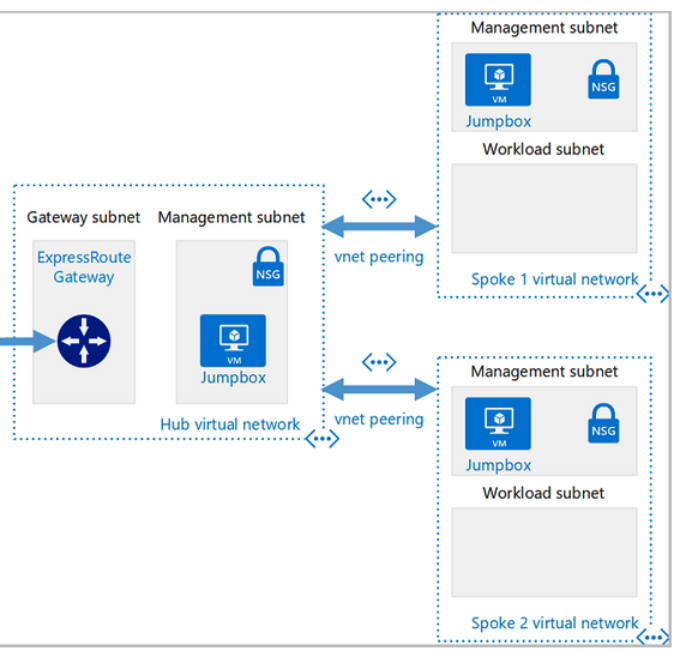 Gateway subnet
Management subnet
ExpressRoute
Gateway
NSG
VM
Jumpbox
Hub virtual network
vnet peering
vnet peering
Management subnet
VM
NSG
Jumpbox
Workload subnet
Spoke 1 virtual network
Management subnet
VM
NSG
Jumpbox
Workload subnet
Spoke 2 virtual network